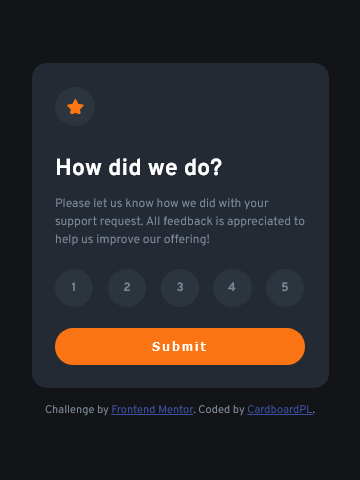 How did we do?
Please let us know how we did with your
support request. All feedback is appreciated to
help us improve our offering!
1 2 3 4 5
Submit
Challenge by Frontend Mentor. Coded by CardboardPL.